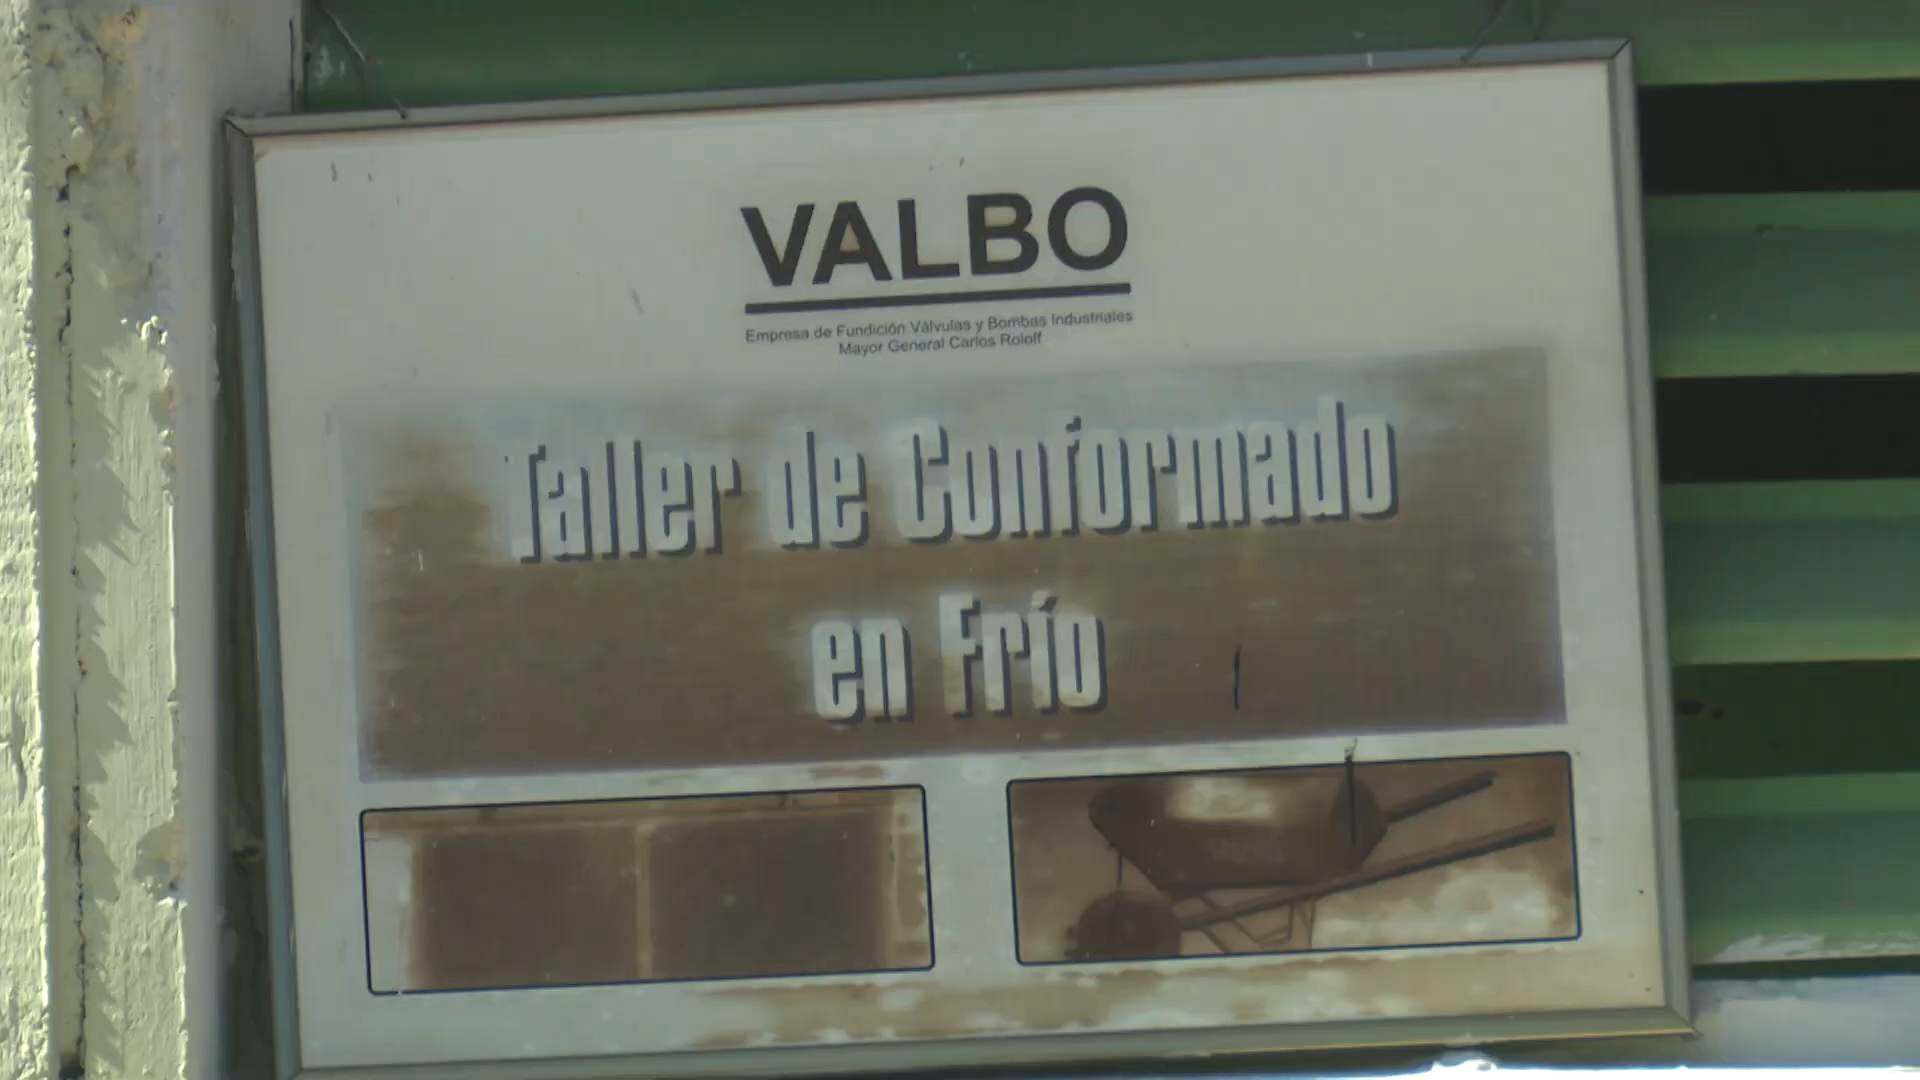 VALBO
Empresa de Fundición Válvulas y Bombas Industriales
Mayor General Carlos Roloff
Taller de Conformado
en Frío